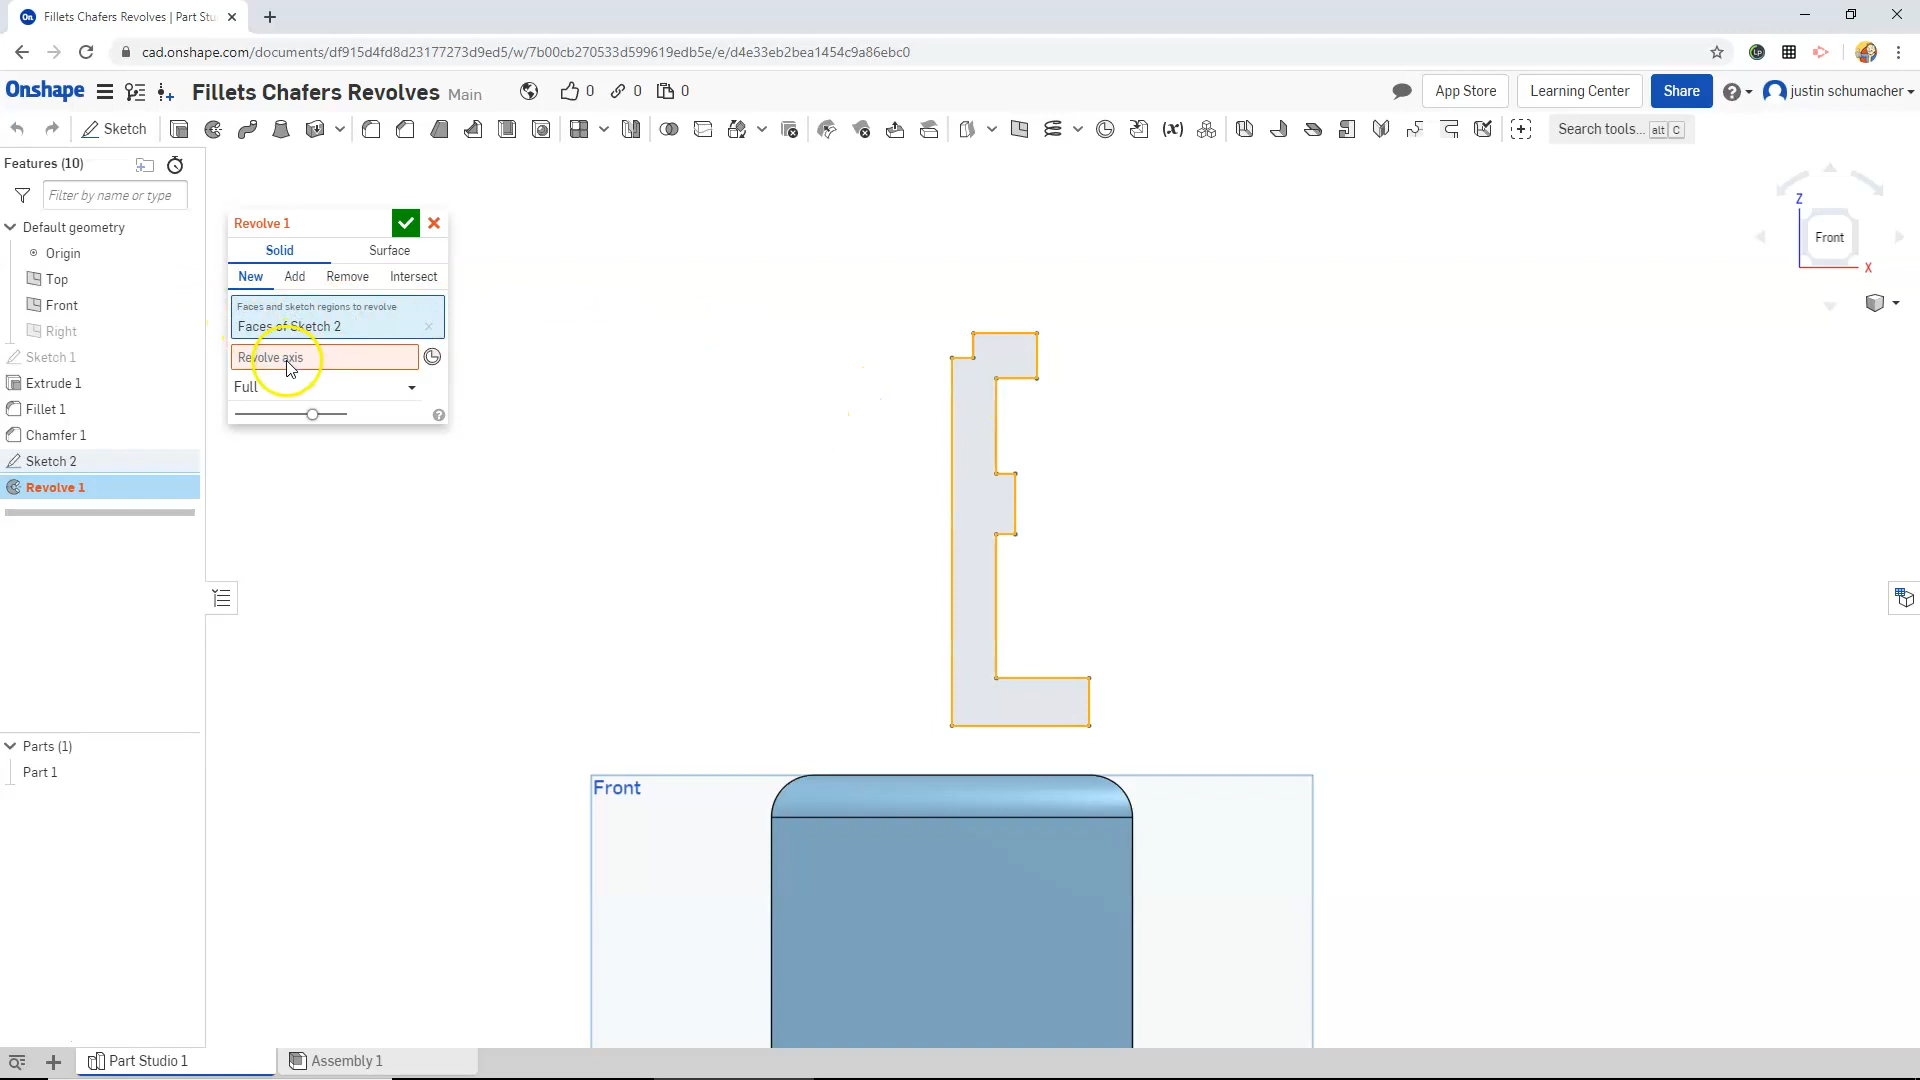 Fillets Chafers Revolves | Part Stu
cad.onshape.com/documents/df915d4fd8d23177273d9ed5/w/7b00cb270533d599619edb5e/e/d4e33eb2bea1454c9a86ebc0
Onshape Fillets Chafers Revolves Main 0 0 0 App Store Learning Center Share justin schumacher
Sketch Search tools... alt C
Features (10)
Filter by name or type
Default geometry
Origin
Top
Front
Right
Sketch 1
Extrude 1
Fillet 1
Chamfer 1
Sketch 2
Revolve 1
Parts (1)
Part 1
Revolve 1
Solid Surface
New Add Remove Intersect
Faces and sketch regions to revolve
Faces of Sketch 2
Revolve axis
Full
Z
Front
X
Front
Part Studio 1 Assembly 1